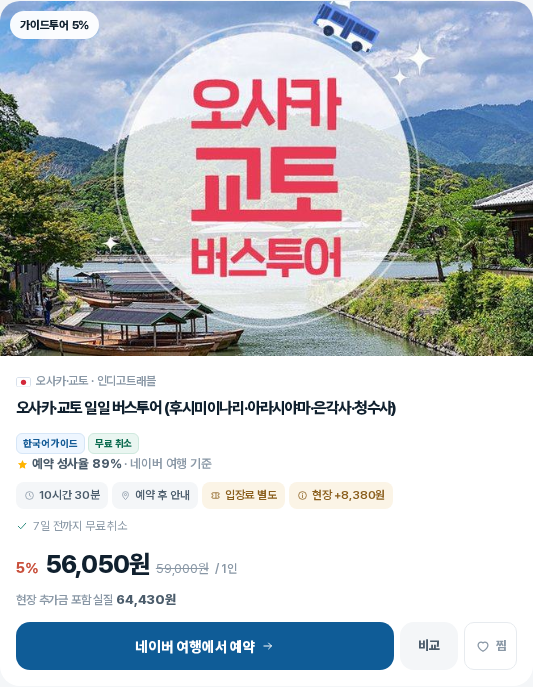 가이드투어 5%
오사카
교토
버스투어
오사카·교토 · 인디고트래블
오사카·교토 일일 버스투어 (후시미이나리·아라시야마·은각사·청수사)
한국어 가이드 무료 취소
예약 성사율 89% · 네이버 여행 기준
10시간 30분 예약 후 안내 입장료 별도 현장 +8,380원
7일 전까지 무료취소
5% 56,050원 59,000원 / 1인
현장 추가금 포함 실질 64,430원
네이버 여행에서 예약 → 비교 찜